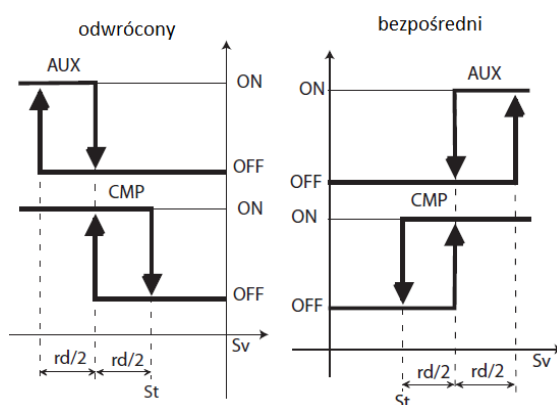 odwrócony
AUX
ON
OFF
CMP
ON
OFF
Sv
rd/2
rd/2
St
bezpośredni
AUX
ON
OFF
CMP
ON
OFF
Sv
rd/2
rd/2
St